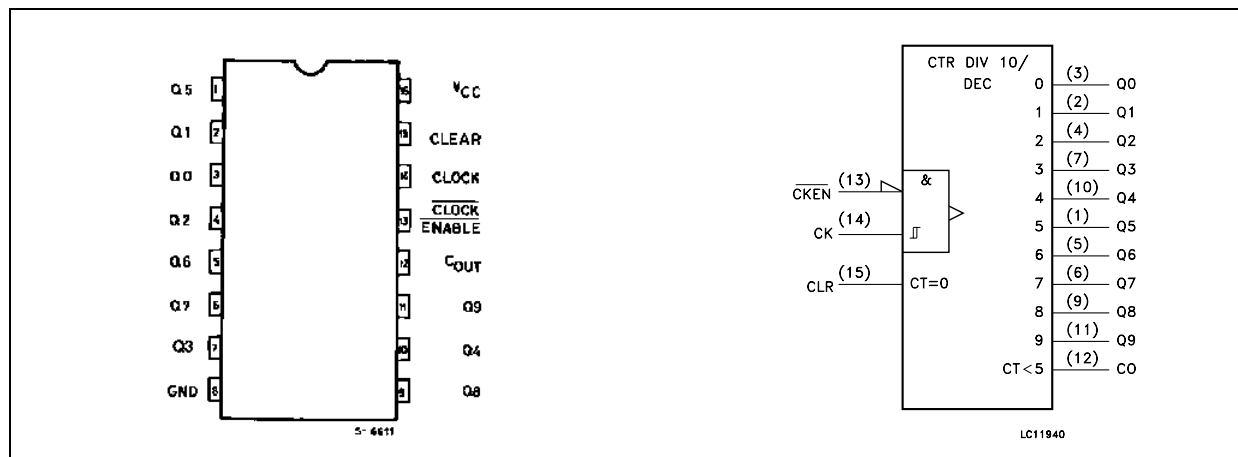 Q5 1
Q1 2
Q0 3
Q2 4
Q6 5
Q7 6
Q3 7
GND 8
16 VCC
15 CLEAR
14 CLOCK
13 CLOCK
ENABLE
12 COUT
11 Q9
10 Q4
9 Q8
S-6611
CTR DIV 10/
DEC
0 (3) Q0
1 (2) Q1
2 (4) Q2
3 (7) Q3
4 (10) Q4
5 (1) Q5
6 (5) Q6
7 (6) Q7
8 (9) Q8
9 (11) Q9
CT<5 (12) CO
CKEN (13) &
CK (14)
CLR (15) CT=0
LC11940